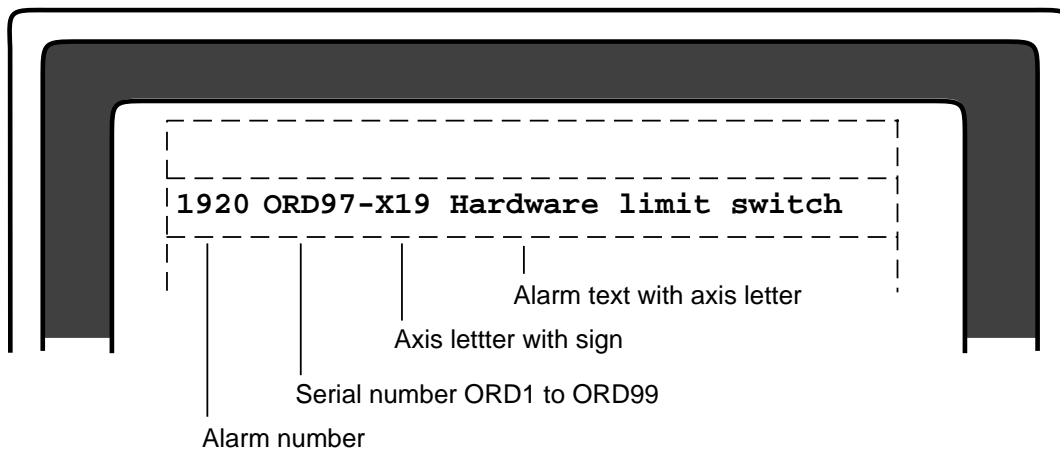 1920 ORD97-X19 Hardware limit switch
Alarm text with axis letter
Axis lettter with sign
Serial number ORD1 to ORD99
Alarm number